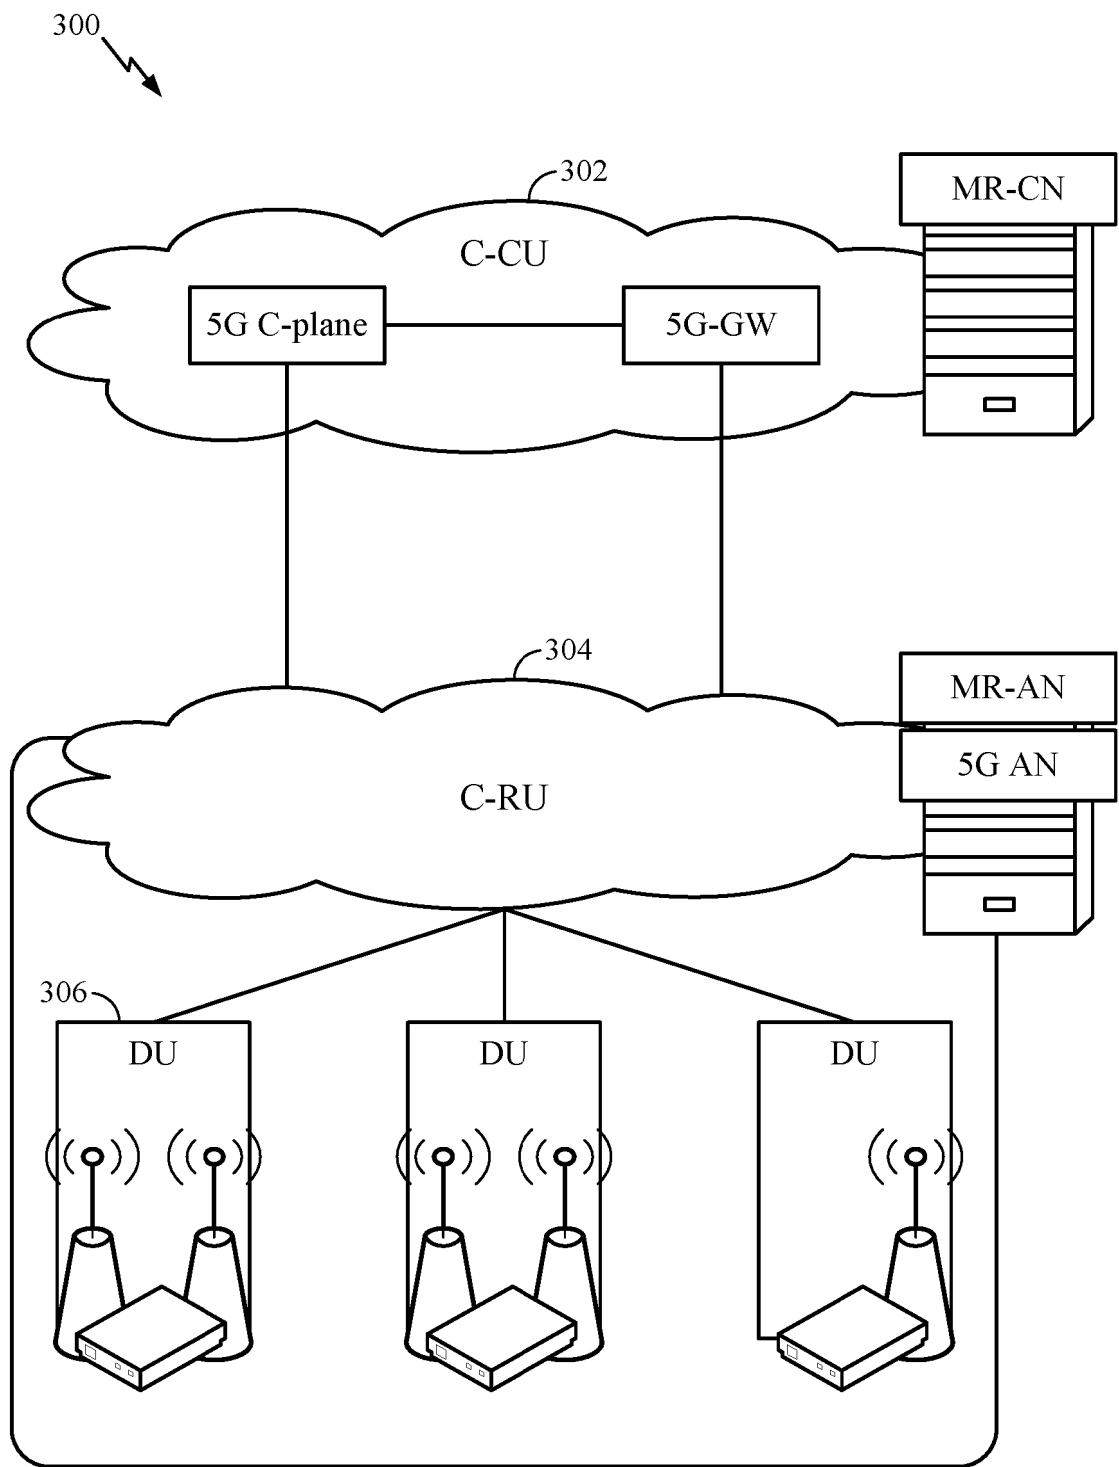 300
302
MR-CN
C-CU
5G C-plane
5G-GW
304
MR-AN
5G AN
C-RU
306
DU
DU
DU